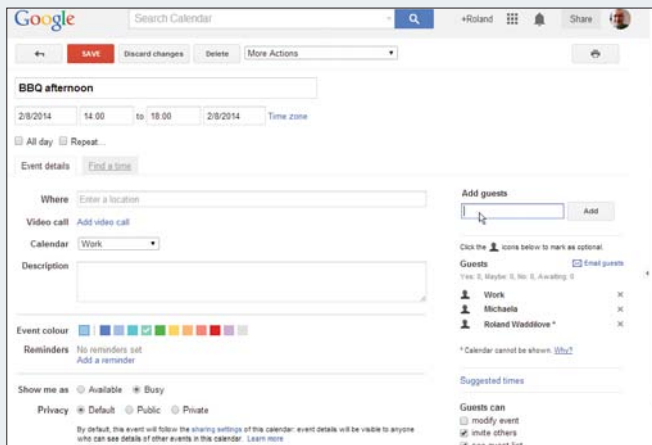 Google Search Calendar +Roland Share
SAVE Discard changes Delete More Actions
BBQ afternoon
2/8/2014 14:00 to 18:00 2/8/2014 Time zone
All day Repeat...
Event details Find a time
Where Enter a location
Video call Add video call
Calendar Work
Description
Event colour
Reminders No reminders set
Add a reminder
Show me as Available Busy
Privacy Default Public Private
By default, this event will follow the sharing settings of this calendar: event details will be visible to anyone
who can see details of other events in this calendar. Learn more
Add guests
Add
Click the icons below to mark as optional.
Guests Email guests
Yes: 0, Maybe: 0, No: 0, Awaiting: 0
Work
Michaela
Roland Waddilove *
* Calendar cannot be shown. Why?
Suggested times
Guests can
modify event
invite others
see guest list